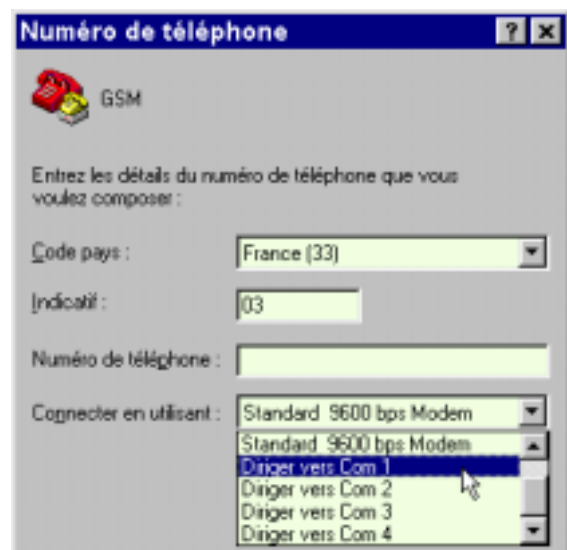 Numéro de téléphone
GSM
Entrez les détails du numéro de téléphone que vous
voulez composer :
Code pays :
France (33)
Indicatif :
03
Numéro de téléphone :
Connecter en utilisant :
Standard 9600 bps Modem
Standard 9600 bps Modem
Diriger vers Com 1
Diriger vers Com 2
Diriger vers Com 3
Diriger vers Com 4